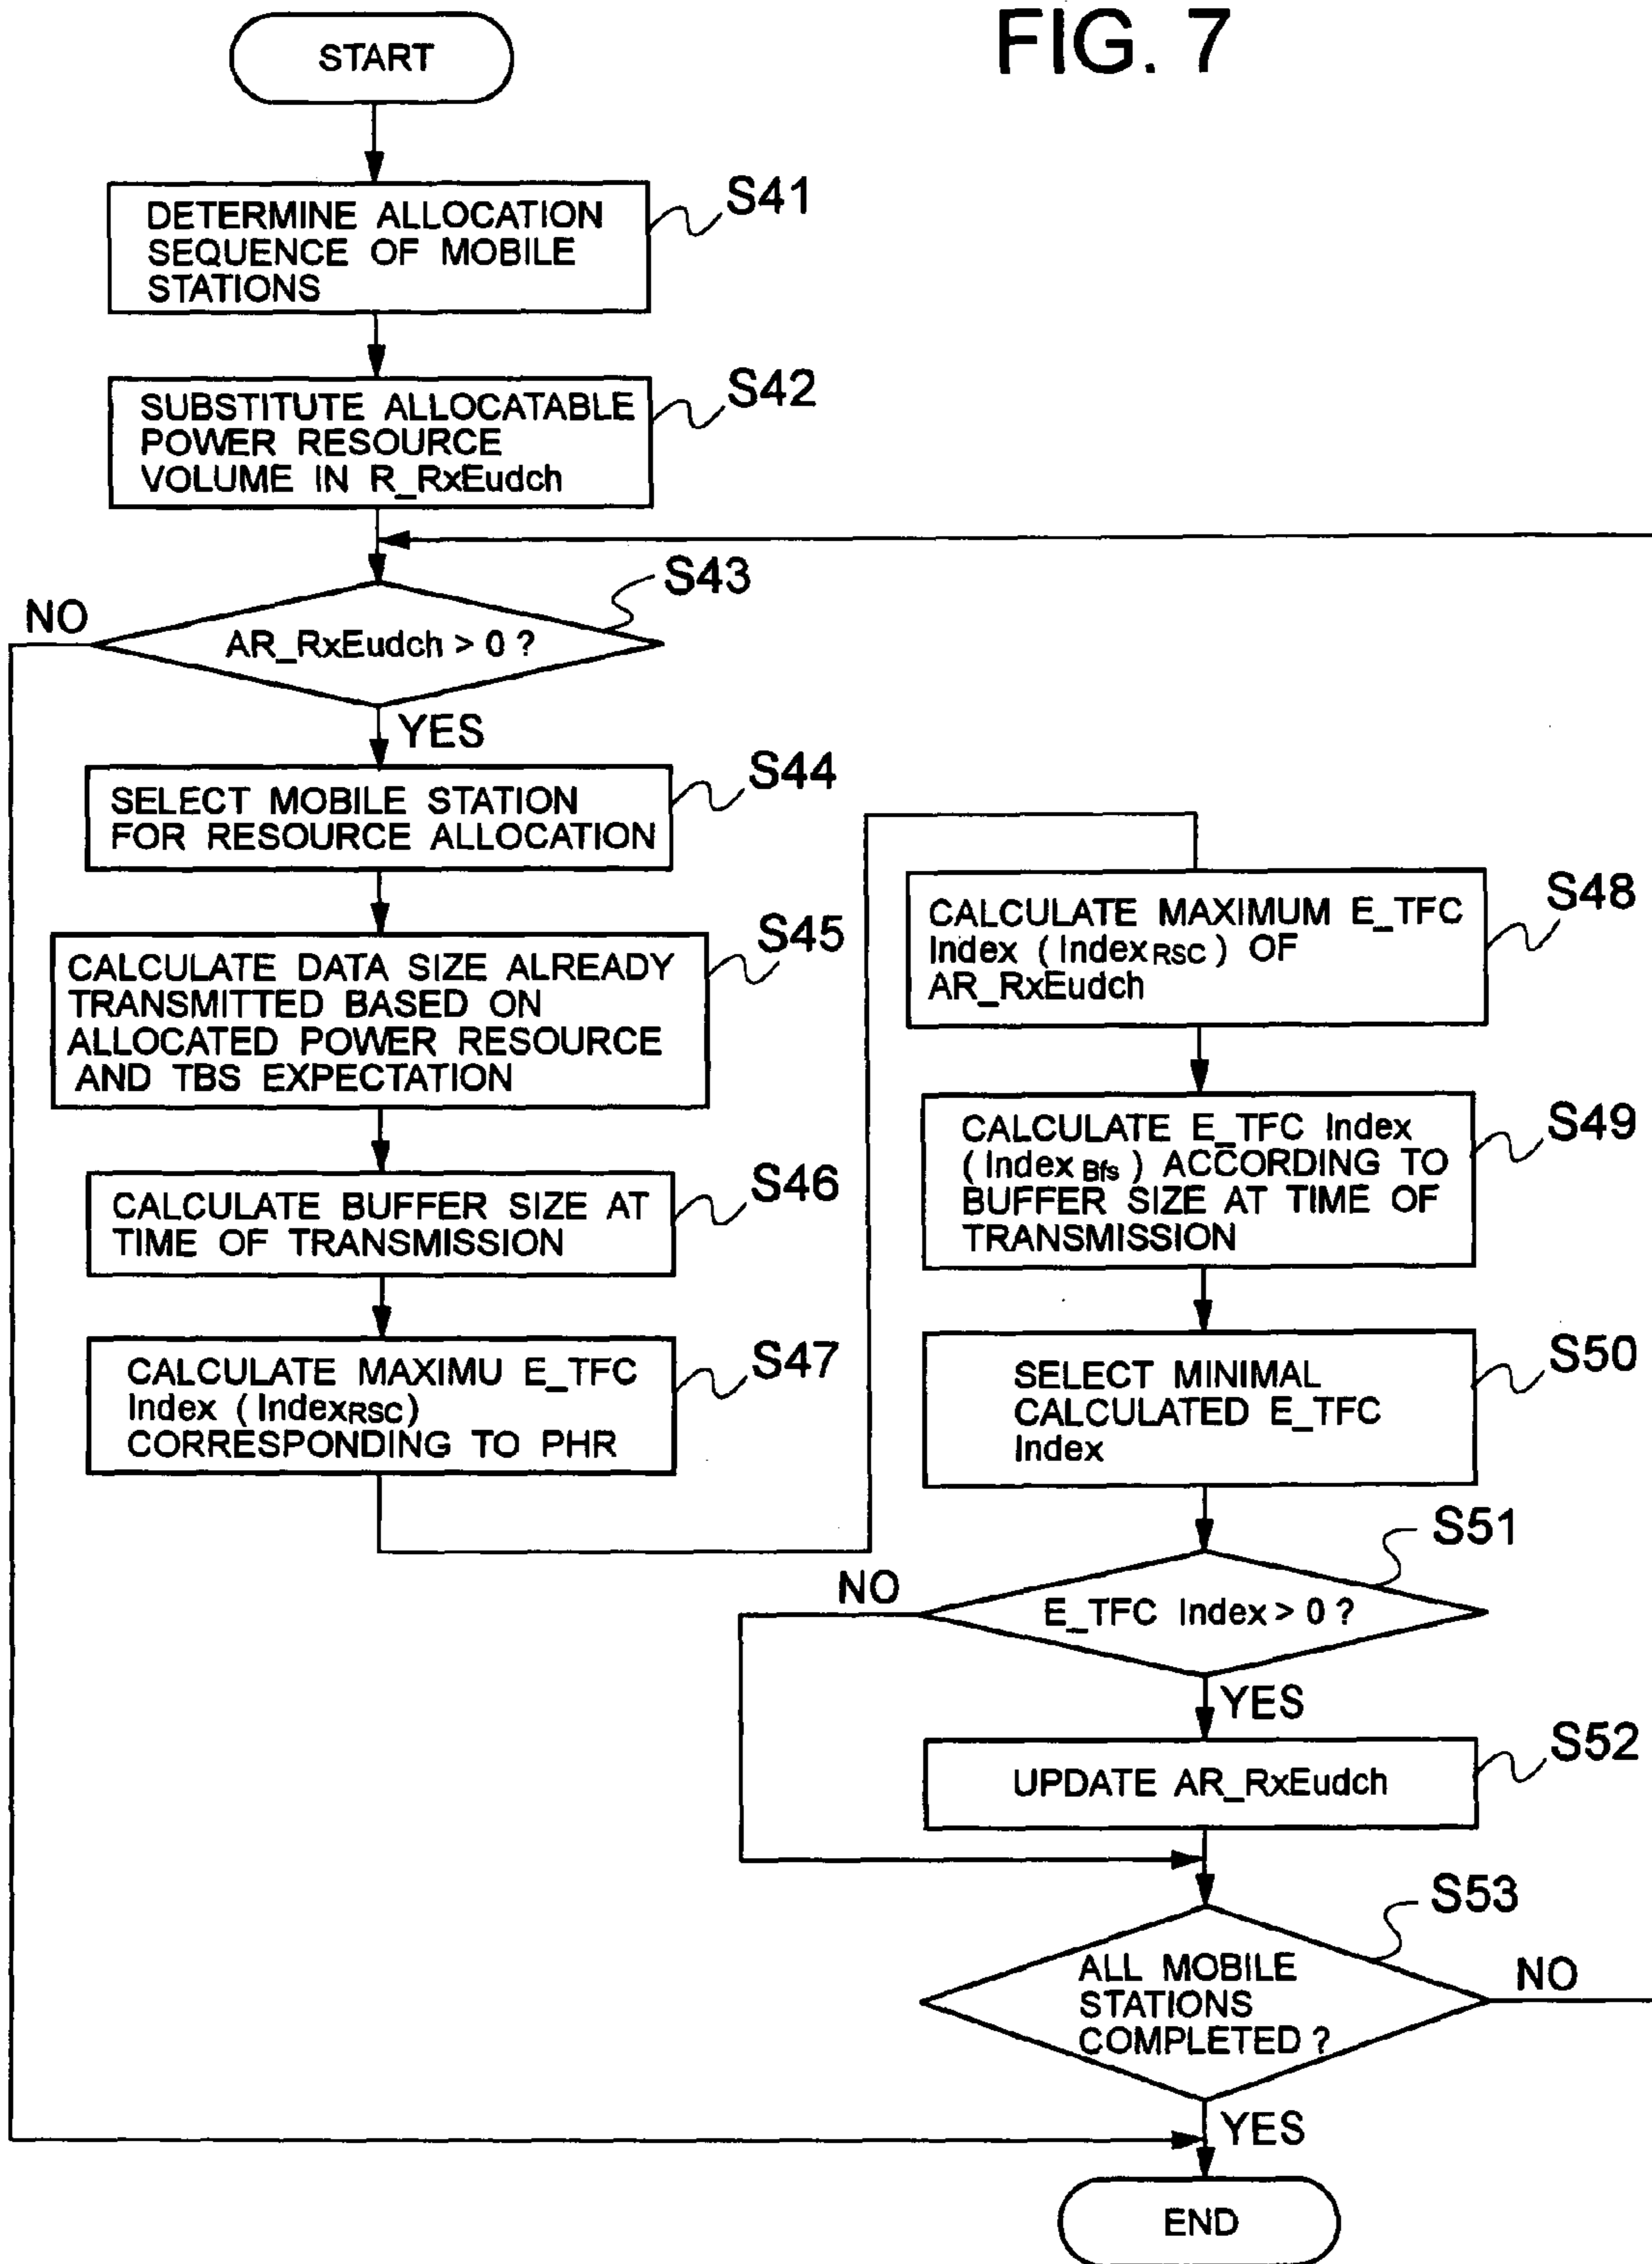 FIG. 7
START
S41
DETERMINE ALLOCATION
SEQUENCE OF MOBILE
STATIONS
S42
SUBSTITUTE ALLOCATABLE
POWER RESOURCE
VOLUME IN R_RxEudch
S43
NO
AR_RxEudch > 0 ?
YES
S44
SELECT MOBILE STATION
FOR RESOURCE ALLOCATION
S45
CALCULATE DATA SIZE ALREADY
TRANSMITTED BASED ON
ALLOCATED POWER RESOURCE
AND TBS EXPECTATION
S46
CALCULATE BUFFER SIZE AT
TIME OF TRANSMISSION
S47
CALCULATE MAXIMU E_TFC
Index (IndexRSC)
CORRESPONDING TO PHR
S48
CALCULATE MAXIMUM E_TFC
Index (IndexRSC) OF
AR_RxEudch
S49
CALCULATE E_TFC Index
(Index Bfs) ACCORDING TO
BUFFER SIZE AT TIME OF
TRANSMISSION
S50
SELECT MINIMAL
CALCULATED E_TFC
Index
S51
NO
E_TFC Index > 0 ?
YES
S52
UPDATE AR_RxEudch
S53
ALL MOBILE
STATIONS
COMPLETED ?
NO
YES
END